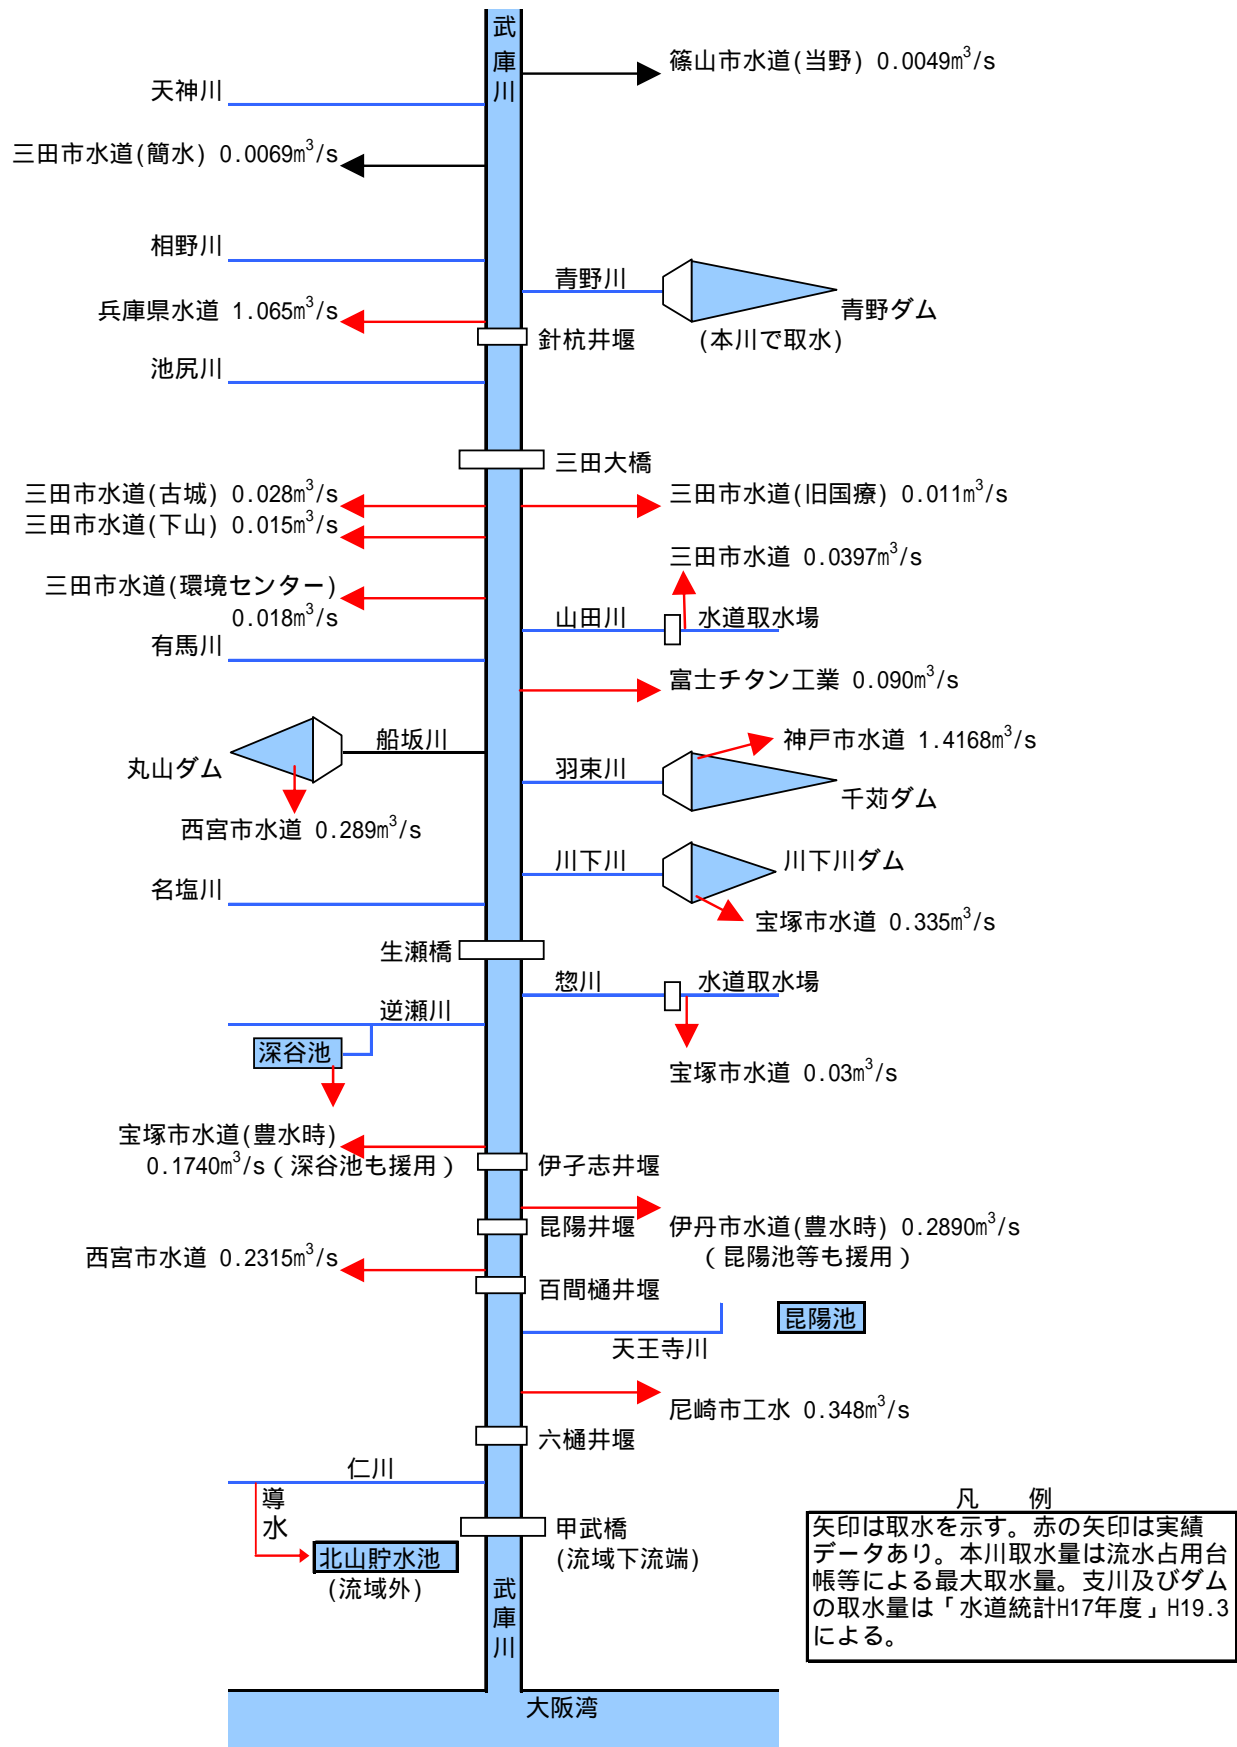 武庫川
篠山市水道(当野) 0.0049m³/s
天神川
三田市水道(簡水) 0.0069m³/s
相野川
青野川
兵庫県水道 1.065m³/s
青野ダム
針杭井堰
(本川で取水)
池尻川
三田大橋
三田市水道(古城) 0.028m³/s
三田市水道(旧国療) 0.011m³/s
三田市水道(下山) 0.015m³/s
三田市水道 0.0397m³/s
三田市水道(環境センター)
0.018m³/s
山田川
水道取水場
有馬川
富士チタン工業 0.090m³/s
船坂川
神戸市水道 1.4168m³/s
丸山ダム
羽束川
千苅ダム
西宮市水道 0.289m³/s
川下川
川下川ダム
名塩川
宝塚市水道 0.335m³/s
生瀬橋
惣川
水道取水場
逆瀬川
深谷池
宝塚市水道 0.03m³/s
宝塚市水道(豊水時)
0.1740m³/s（深谷池も援用）
伊孑志井堰
昆陽井堰
伊丹市水道(豊水時) 0.2890m³/s
（昆陽池等も援用）
西宮市水道 0.2315m³/s
百間樋井堰
昆陽池
天王寺川
尼崎市工水 0.348m³/s
六樋井堰
仁川
導水
甲武橋
(流域下流端)
北山貯水池
(流域外)
武庫川
大阪湾
凡　例
矢印は取水を示す。赤の矢印は実績
データあり。本川取水量は流水占用台
帳等による最大取水量。支川及びダム
の取水量は「水道統計H17年度」H19.3
による。